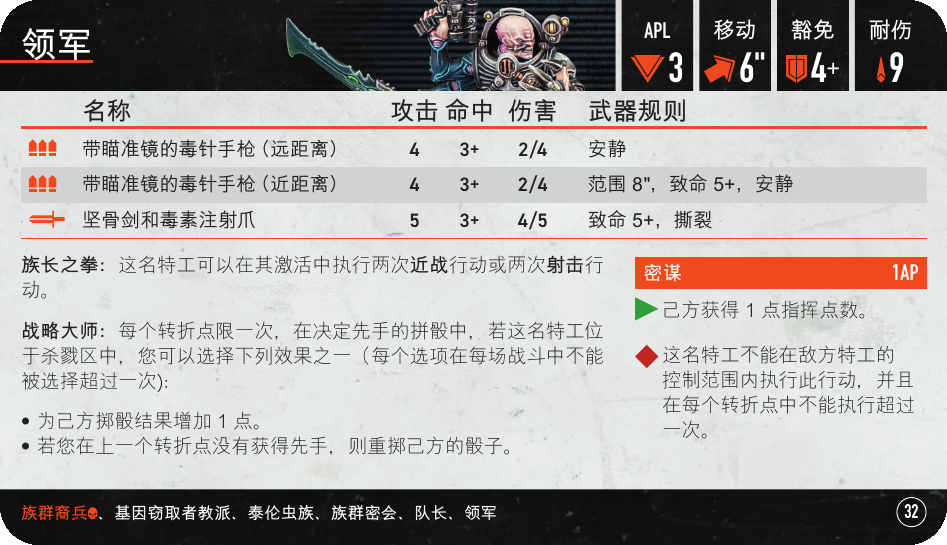 领军
APL 移动 豁免 耐伤
3 6" 4+ 9
名称 攻击 命中 伤害 武器规则
带瞄准镜的毒针手枪（远距离） 4 3+ 2/4 安静
带瞄准镜的毒针手枪（近距离） 4 3+ 2/4 范围 8"，致命 5+，安静
坚骨剑和毒素注射爪 5 3+ 4/5 致命 5+，撕裂
族长之拳：这名特工可以在其激活中执行两次近战行动或两次射击行
动。
战略大师：每个转折点限一次，在决定先手的拼骰中，若这名特工位
于杀戮区中，您可以选择下列效果之一（每个选项在每场战斗中不能
被选择超过一次）:
• 为己方掷骰结果增加 1 点。
• 若您在上一个转折点没有获得先手，则重掷己方的骰子。
密谋 1AP
己方获得 1 点指挥点数。
这名特工不能在敌方特工的
控制范围内执行此行动，并且
在每个转折点中不能执行超过
一次。
族群裔兵、基因窃取者教派、泰伦虫族、族群密会、队长、领军
32